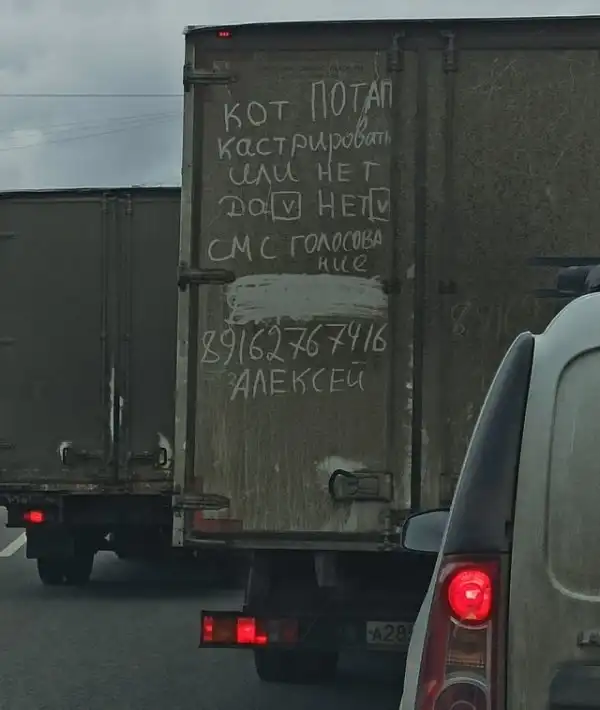 КОТ ПОТАП
кастрировать
или НЕТ
ДА V НЕТ V
СМС ГОЛОСОВА
НИЕ
89162767416
АЛЕКСЕЙ